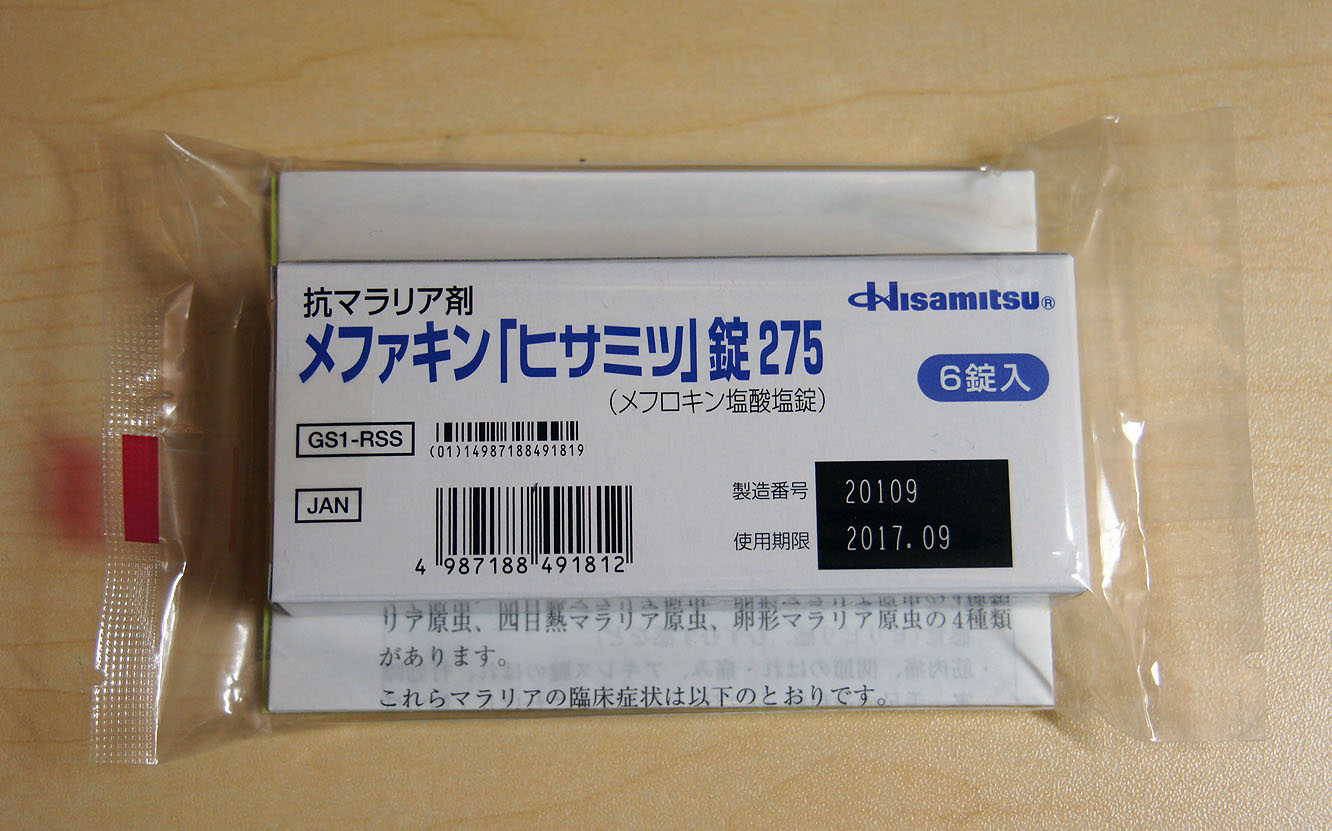 抗マラリア剤
Hisamitsu®
メファキン「ヒサミツ」錠275
6錠入
(メフロキン塩酸塩錠)
GS1-RSS
(01)14987188491819
JAN
4 987188 491812
製造番号 20109
使用期限 2017.09
リア原虫、四日熱マラリア原虫、卵形マラリア原虫の4種類
があります。
これらマラリアの臨床症状は以下のとおりです。